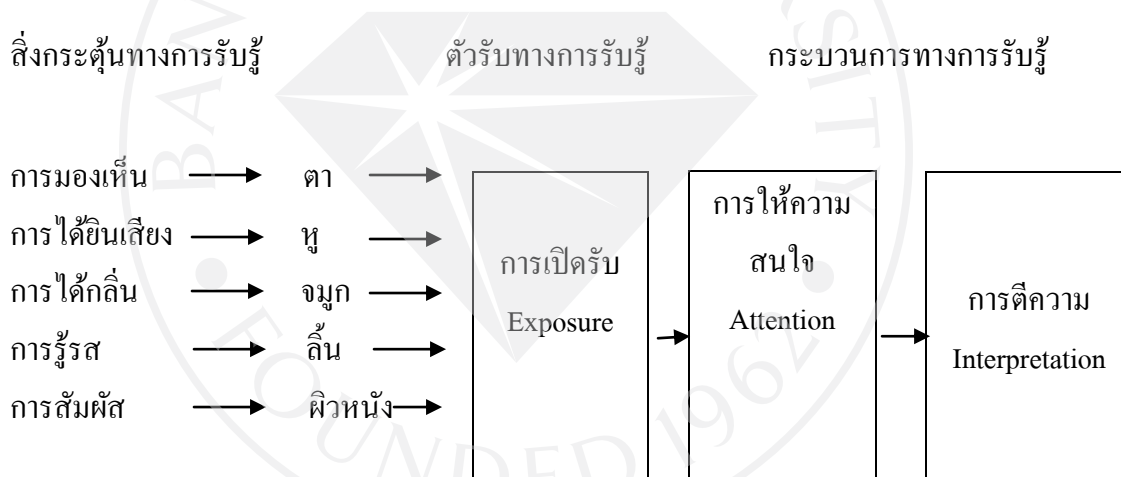 สิ่งกระตุ้นทางการรับรู้ ตัวรับทางการรับรู้ กระบวนการทางการรับรู้
การมองเห็น ตา
การได้ยินเสียง หู
การได้กลิ่น จมูก
การรู้รส ลิ้น
การสัมผัส ผิวหนัง
การเปิดรับ
Exposure
การให้ความ
สนใจ
Attention
การตีความ
Interpretation
FOUNDED 1962